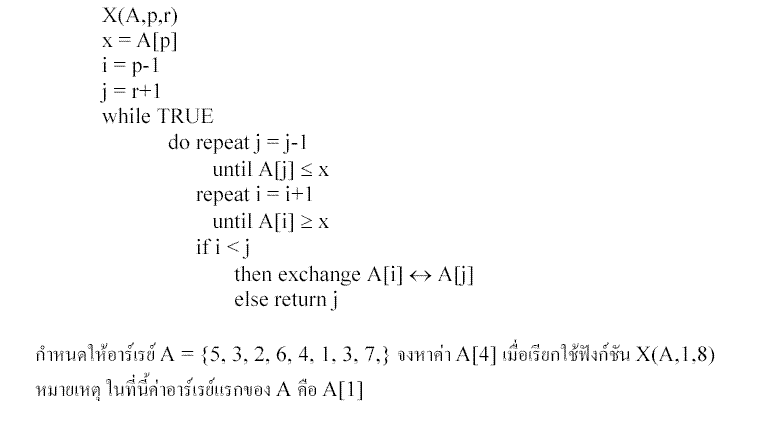 X(A,p,r)
x = A[p]
i = p-1
j = r+1
while TRUE
do repeat j = j-1
until A[j] ≤ x
repeat i = i+1
until A[i] ≥ x
if i < j
then exchange A[i] ↔ A[j]
else return j
กำหนดให้อาร์เรย์ A = {5, 3, 2, 6, 4, 1, 3, 7,} จงหาค่า A[4] เมื่อเรียกใช้ฟังก์ชัน X(A,1,8)
หมายเหตุ ในที่นี้ค่าอาร์เรย์แรกของ A คือ A[1]